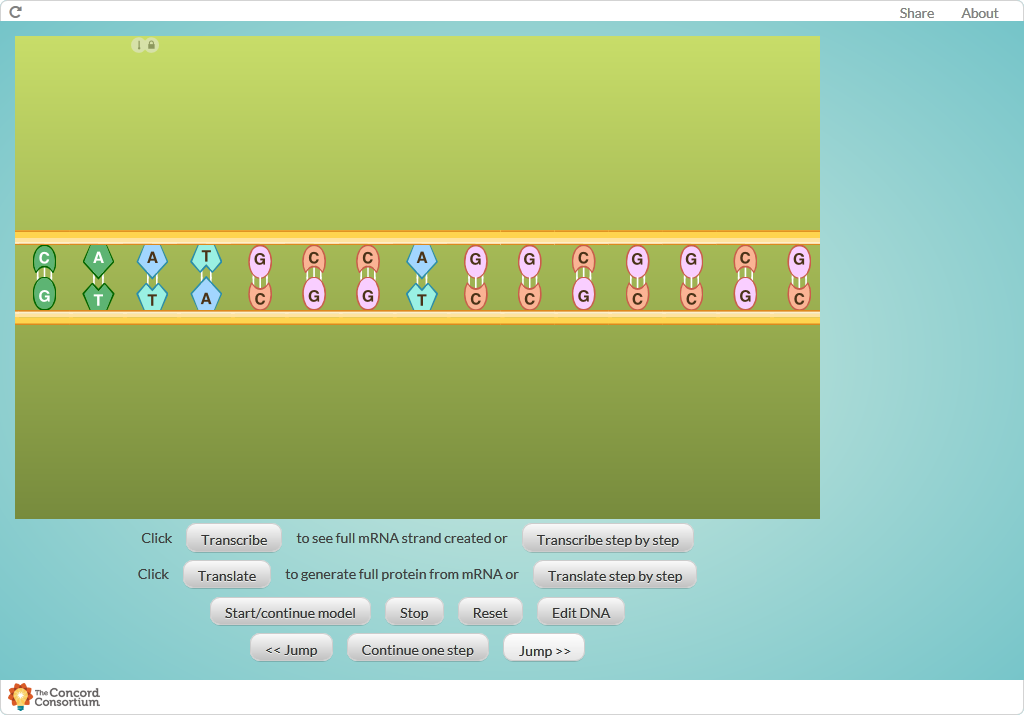 Share About
C A A T G C C A G G C G G C G
G T T A C G G T C C G C C G C
Click Transcribe to see full mRNA strand created or Transcribe step by step
Click Translate to generate full protein from mRNA or Translate step by step
Start/continue model Stop Reset Edit DNA
<< Jump Continue one step Jump >>
The Concord
Consortium